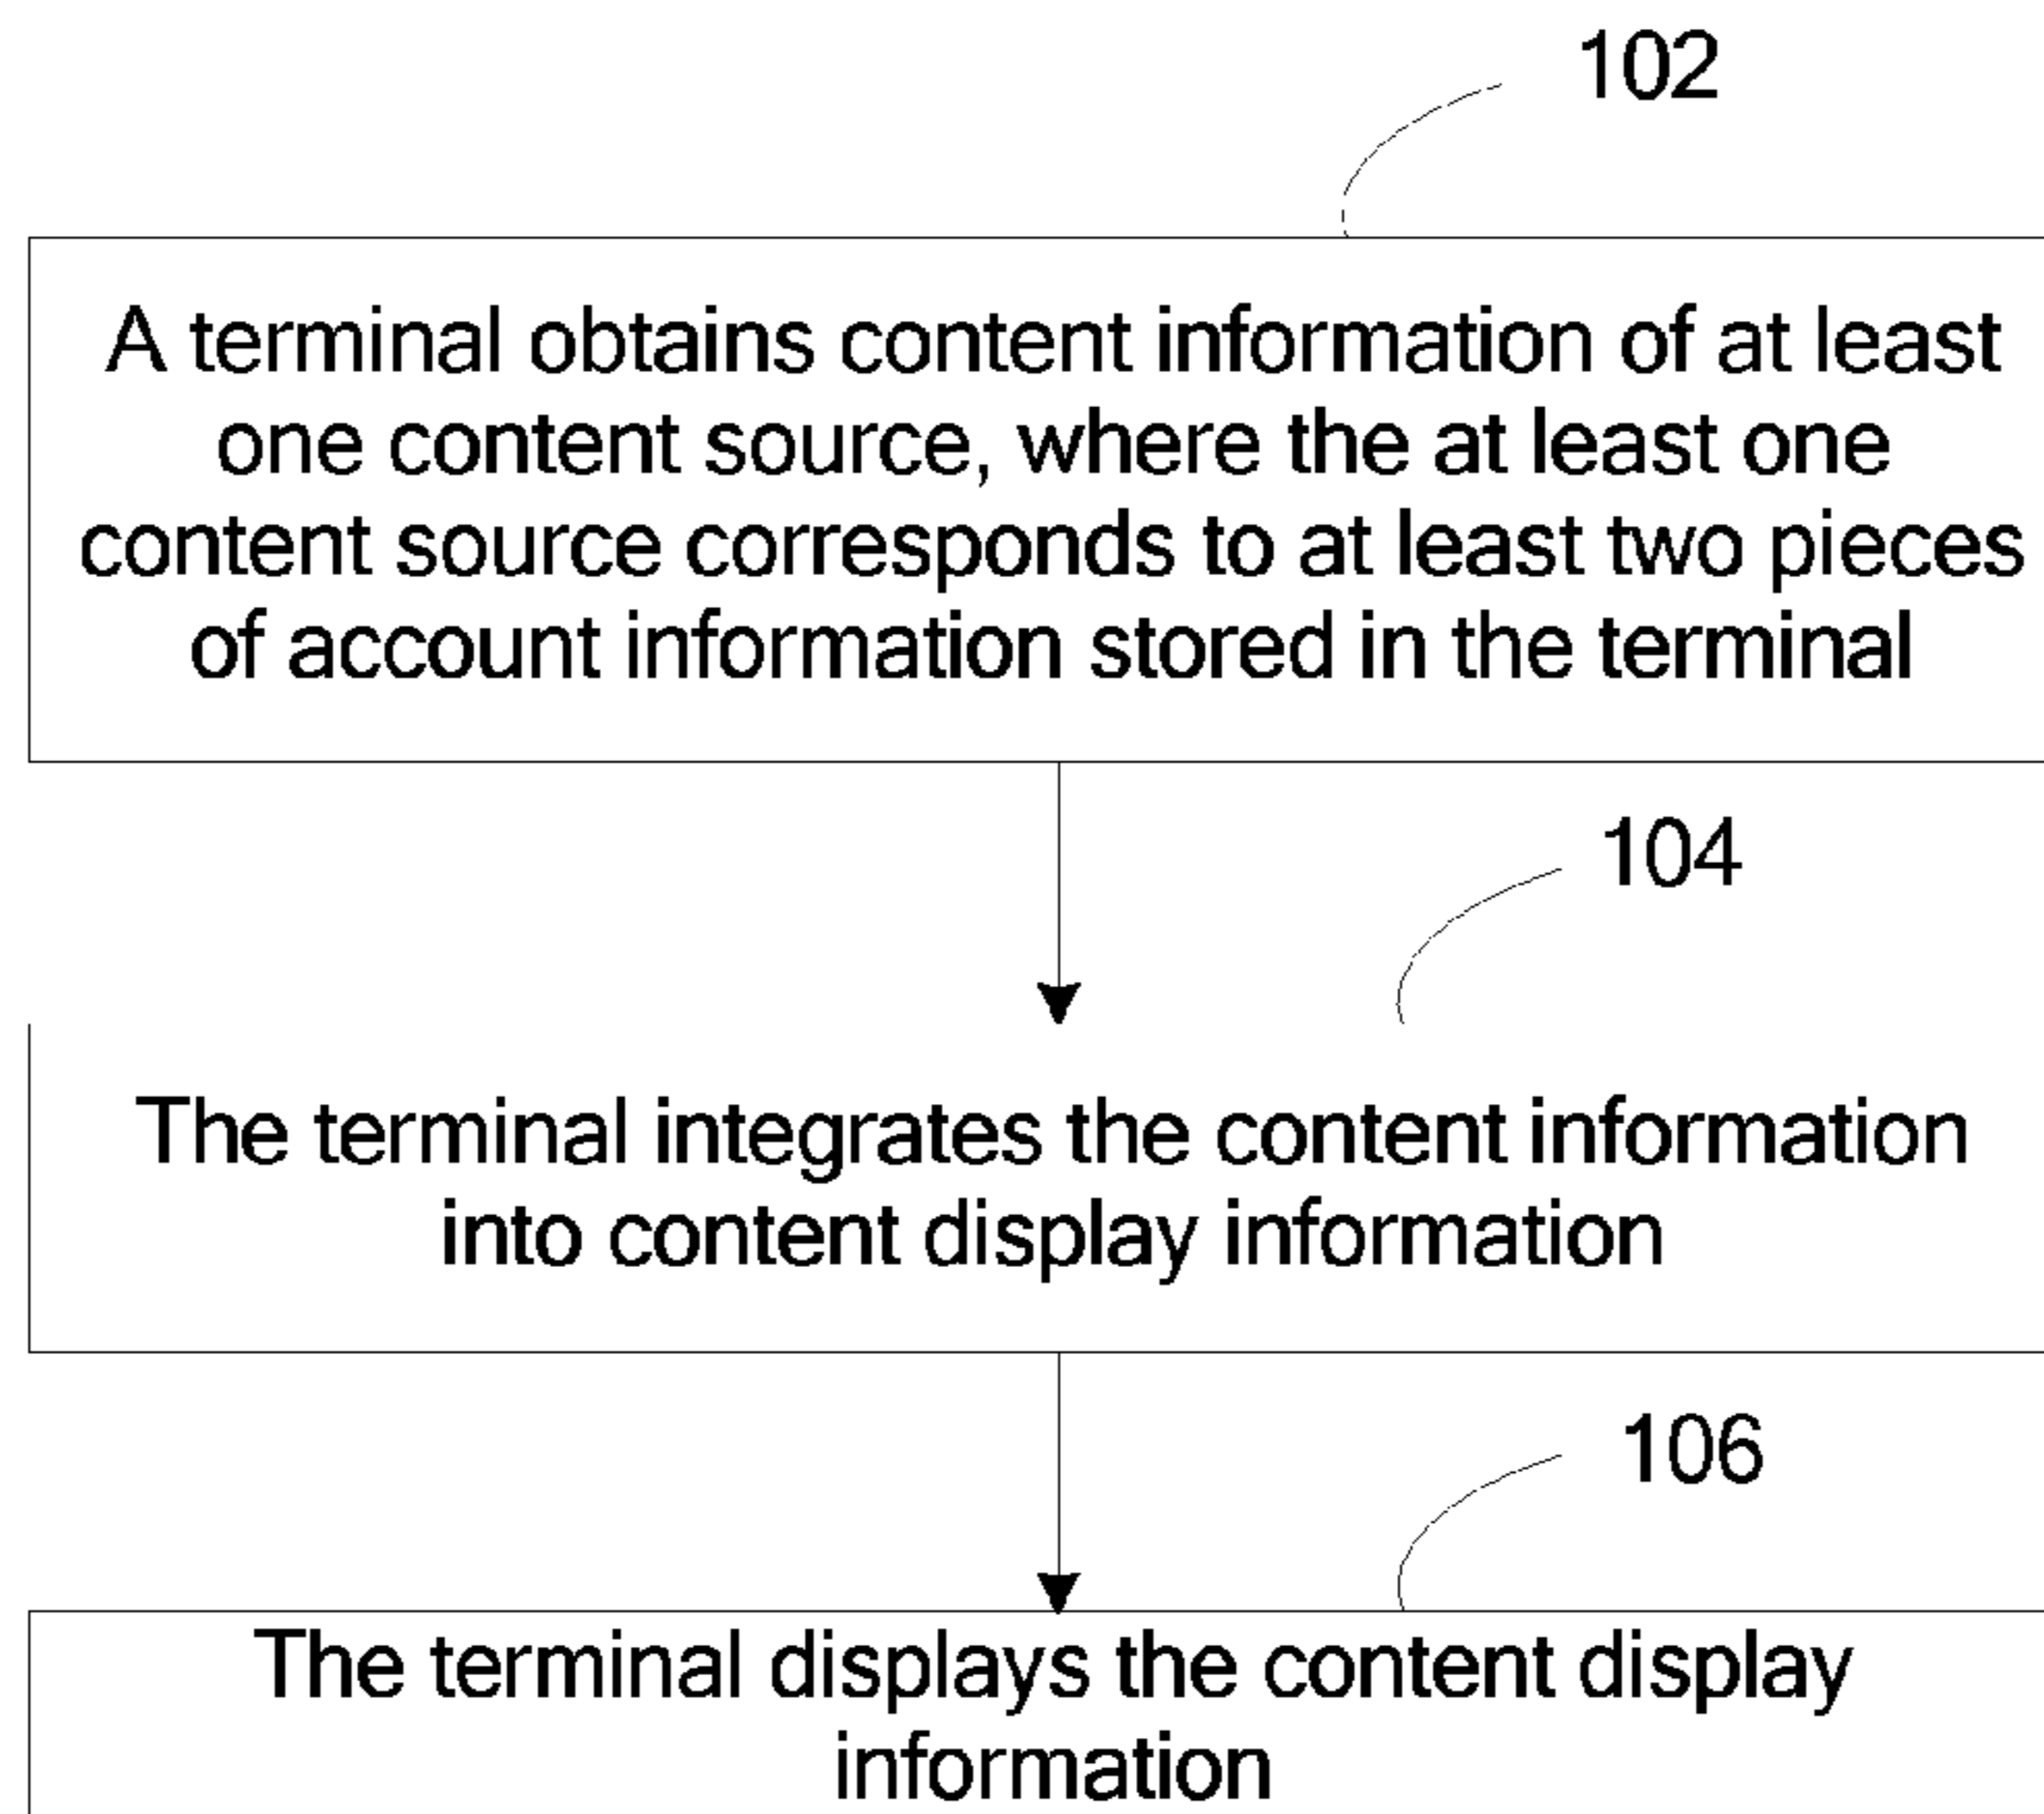 102
A terminal obtains content information of at least
one content source, where the at least one
content source corresponds to at least two pieces
of account information stored in the terminal
104
The terminal integrates the content information
into content display information
106
The terminal displays the content display
information